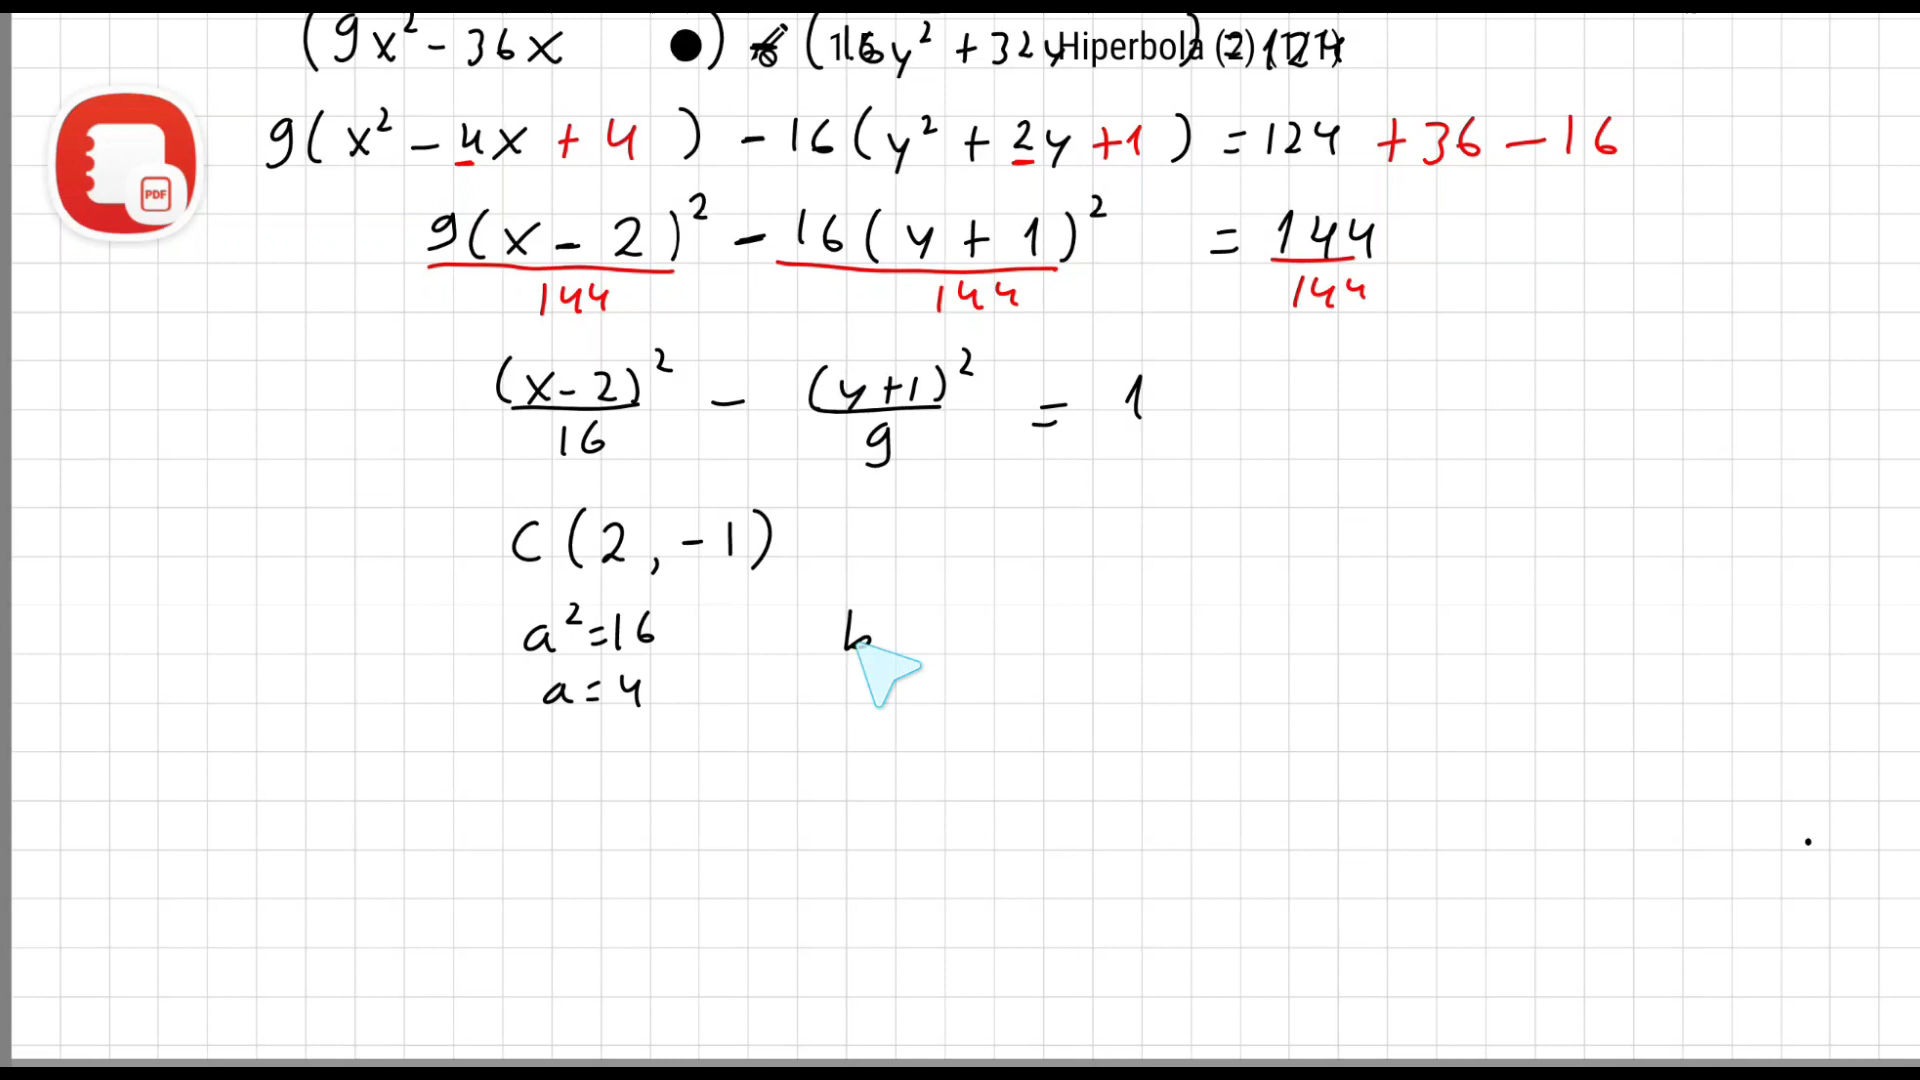 (9x² - 36x ) (16y² + 32y Hiperbola (2) (1/1)
PDF
9(x² - 4x + 4) - 16(y² + 2y + 1) = 124 + 36 - 16
9(x - 2)² - 16(y + 1)² = 144
144 144 144
(x-2)² - (y+1)² = 1
16 9
C(2, -1)
a² = 16 b
a = 4